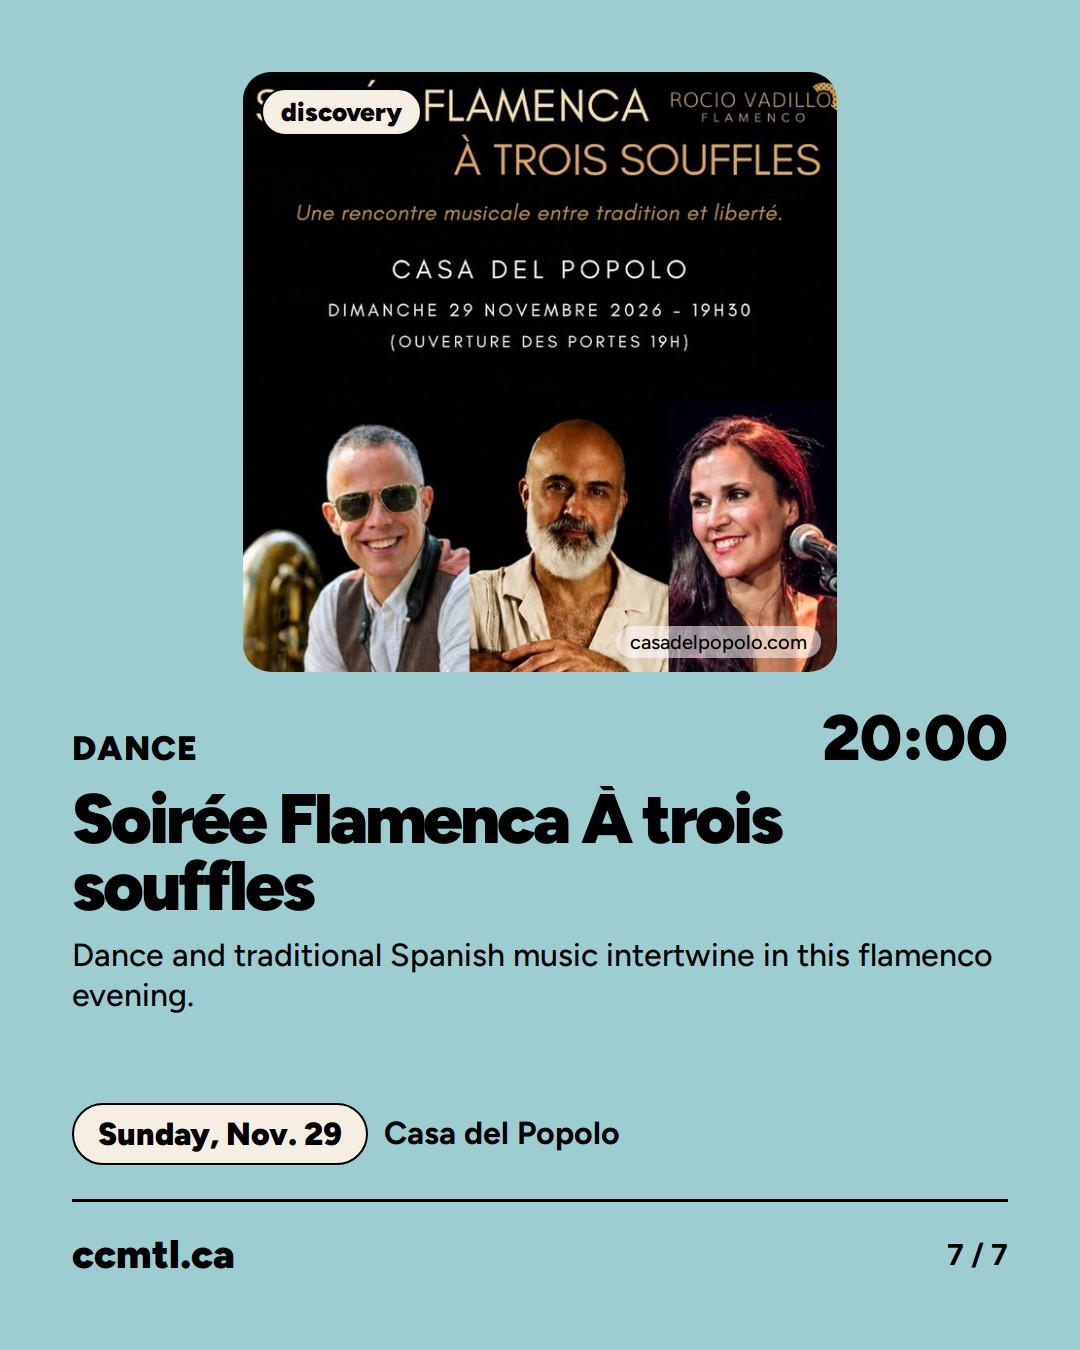 discovery
FLAMENCA
ROCIO VADILLO
FLAMENCO
À TROIS SOUFFLES
Une rencontre musicale entre tradition et liberté.
CASA DEL POPOLO
DIMANCHE 29 NOVEMBRE 2026 - 19H30
(OUVERTURE DES PORTES 19H)
casadelpopolo.com
DANCE
20:00
Soirée Flamenca À trois
souffles
Dance and traditional Spanish music intertwine in this flamenco
evening.
Sunday, Nov. 29
Casa del Popolo
ccmtl.ca
7 / 7